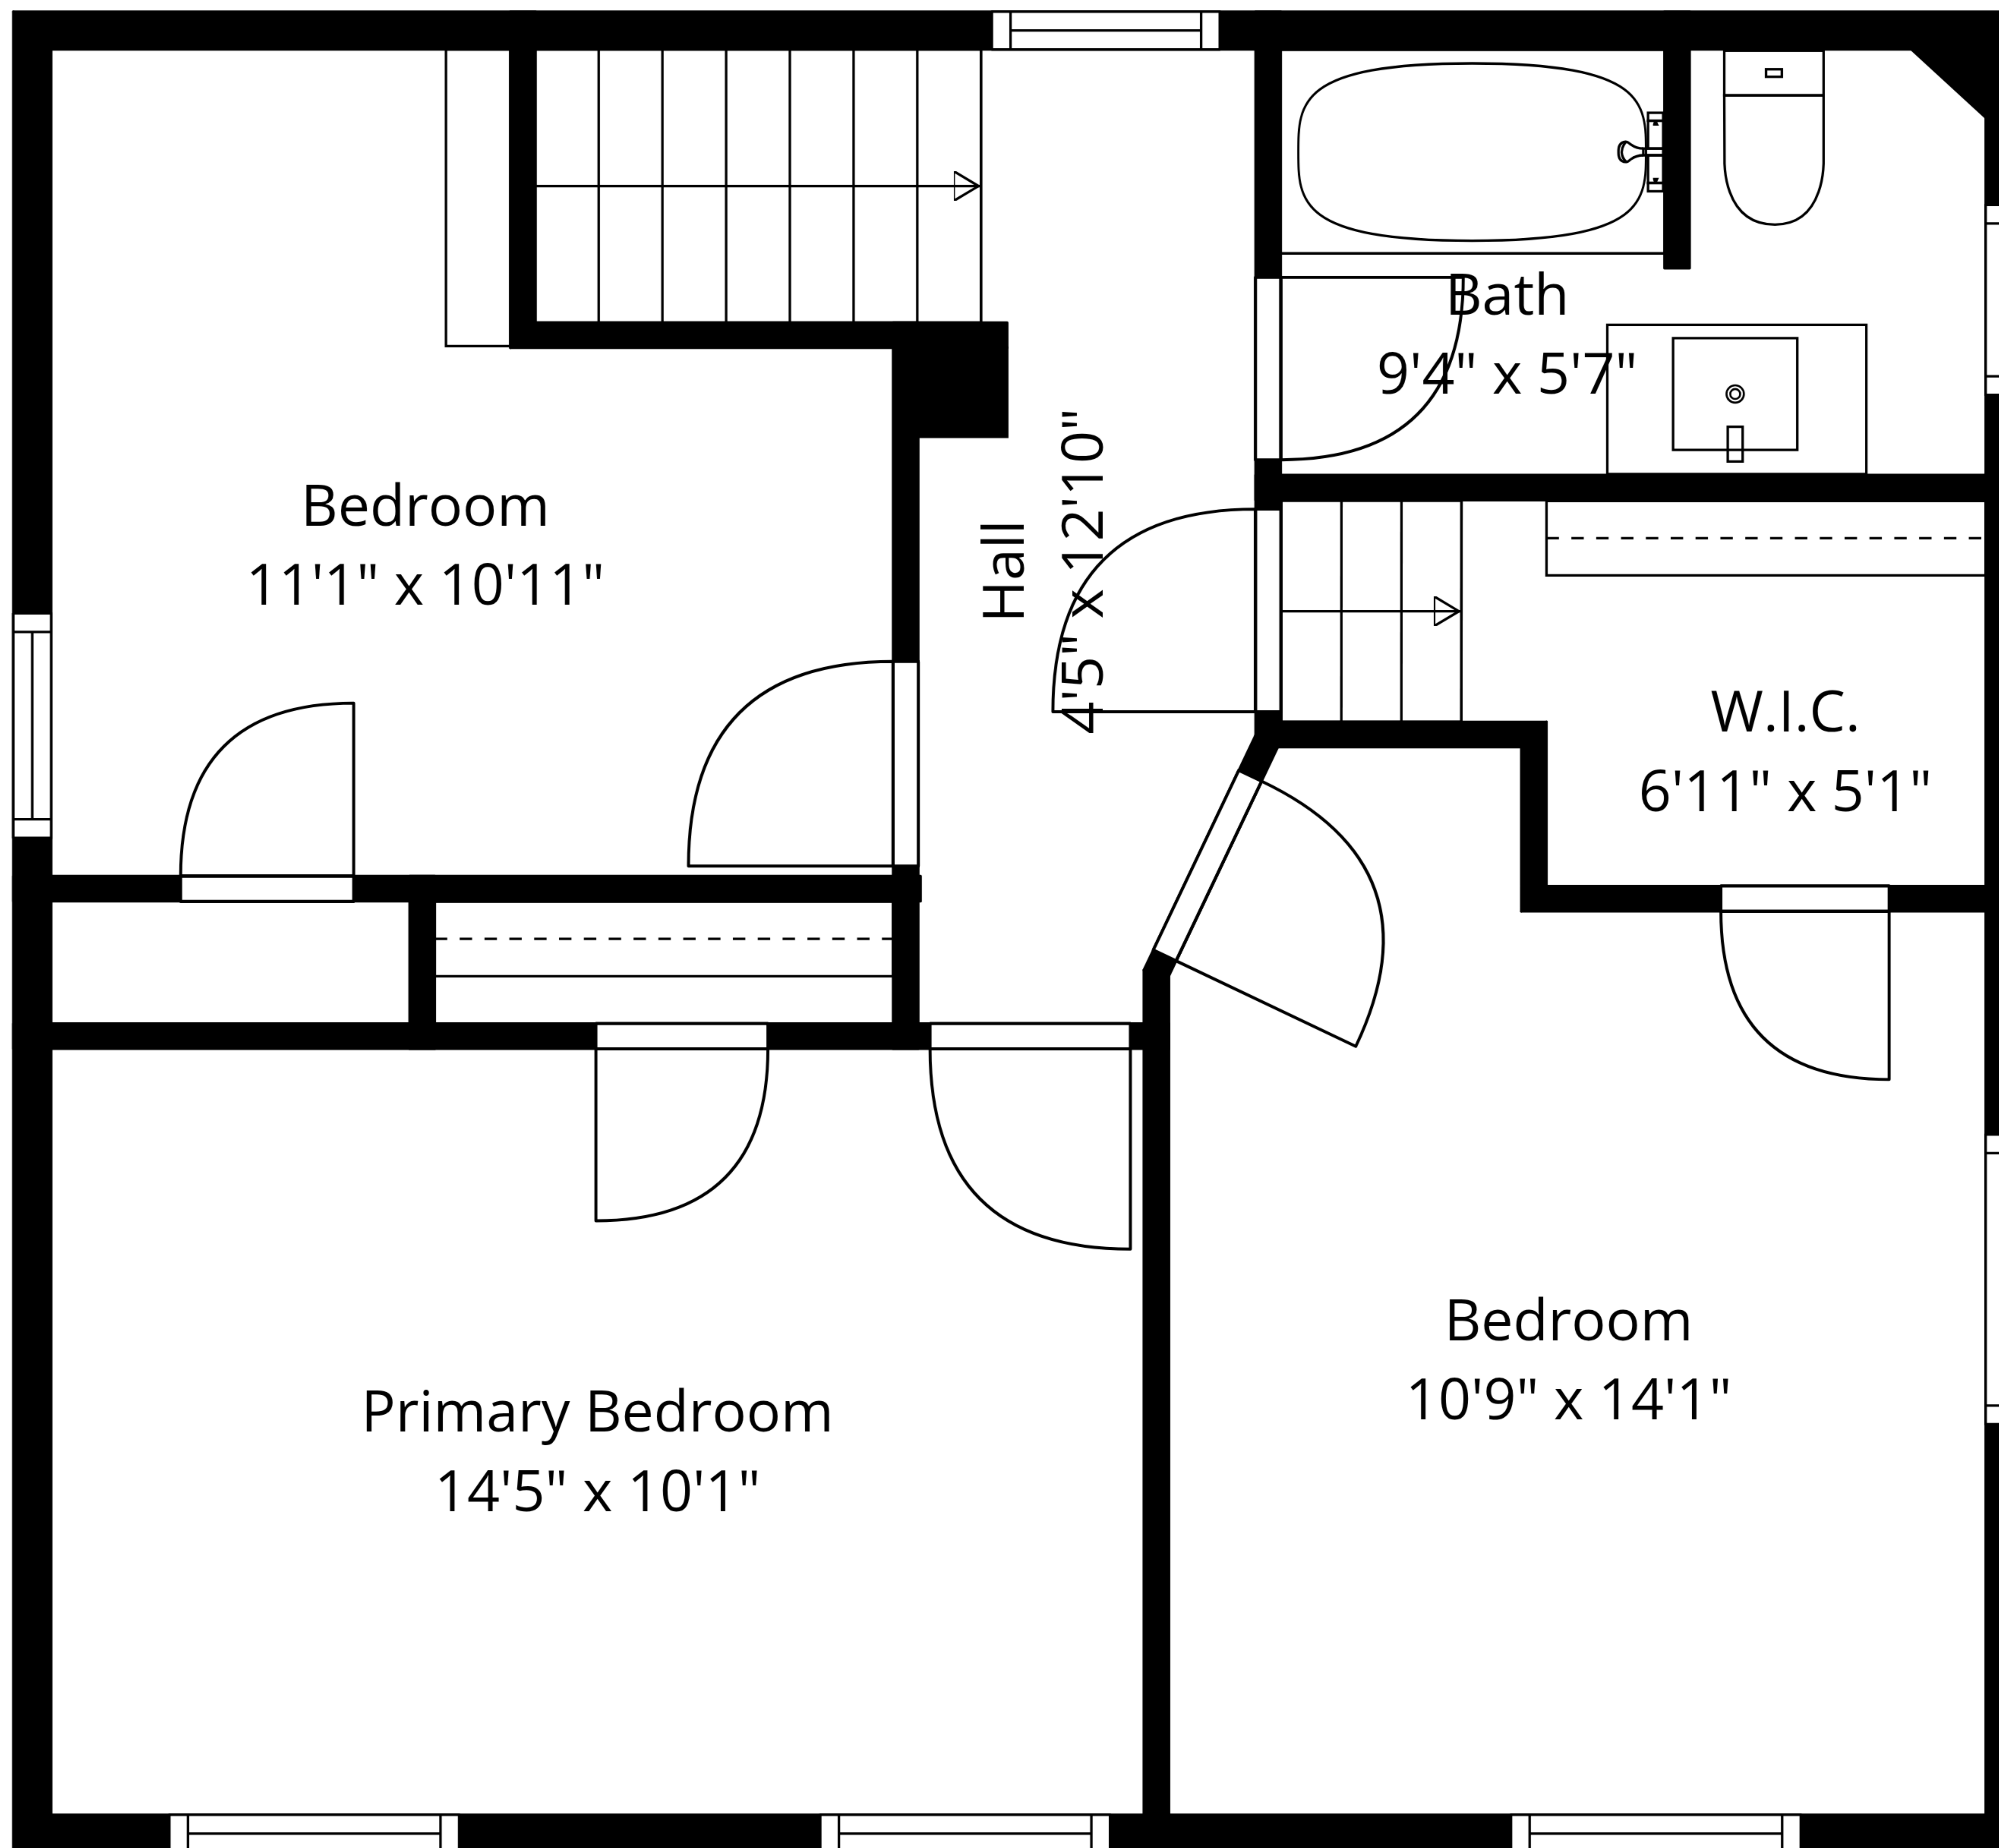 Bath
9'4" x 5'7"
Bedroom
11'1" x 10'11"
Hall
4'5" x 12'10"
W.I.C.
6'11" x 5'1"
Bedroom
10'9" x 14'1"
Primary Bedroom
14'5" x 10'1"